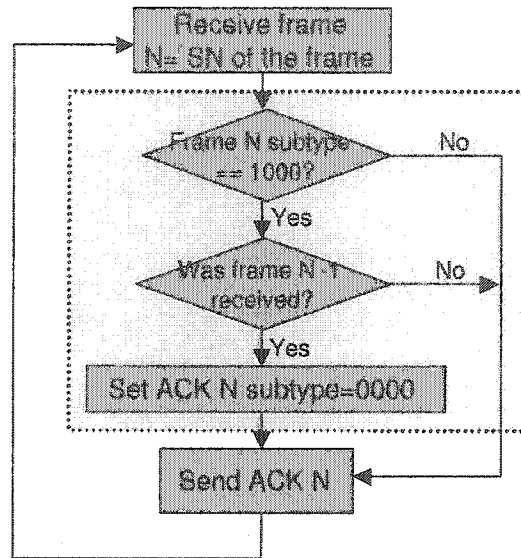 Receive frame
N= SN of the frame
Frame N subtype
== 1000?
No
Yes
Was frame N -1
received?
No
Yes
Set ACK N subtype=0000
Send ACK N